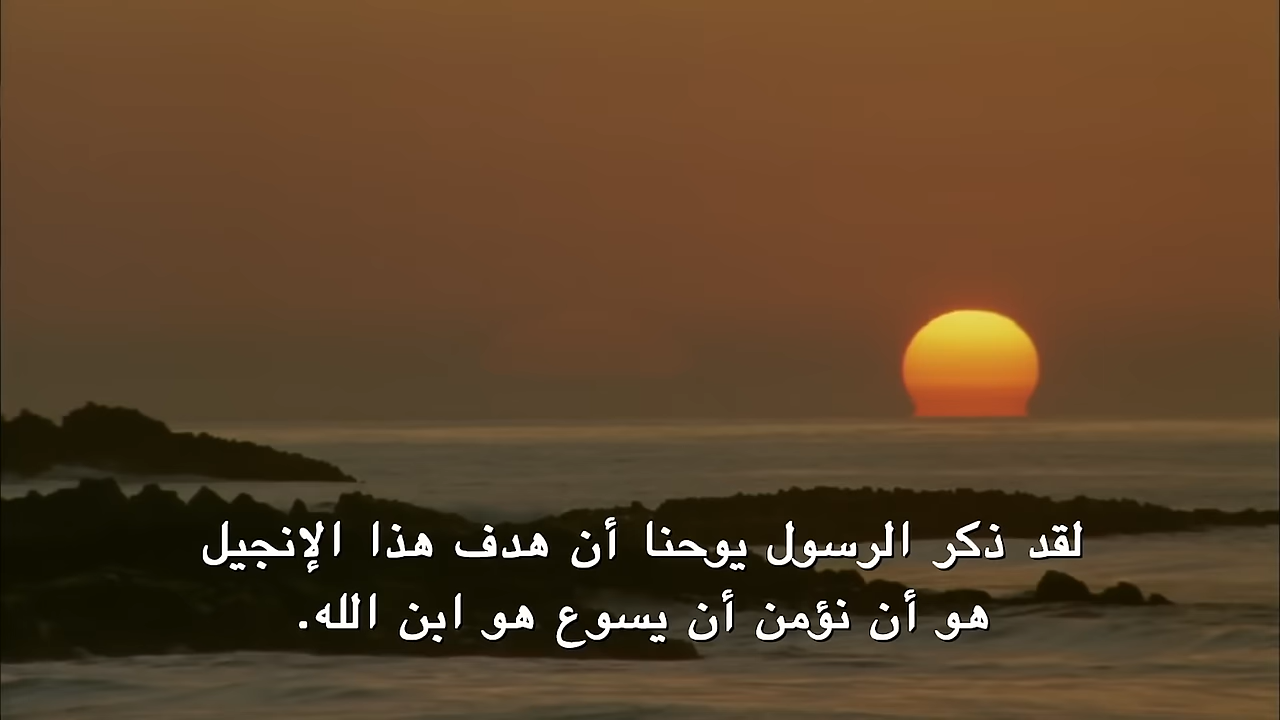 لقد ذكر الرسول يوحنا أن هدف هذا الإنجيل
هو أن نؤمن أن يسوع هو ابن الله.